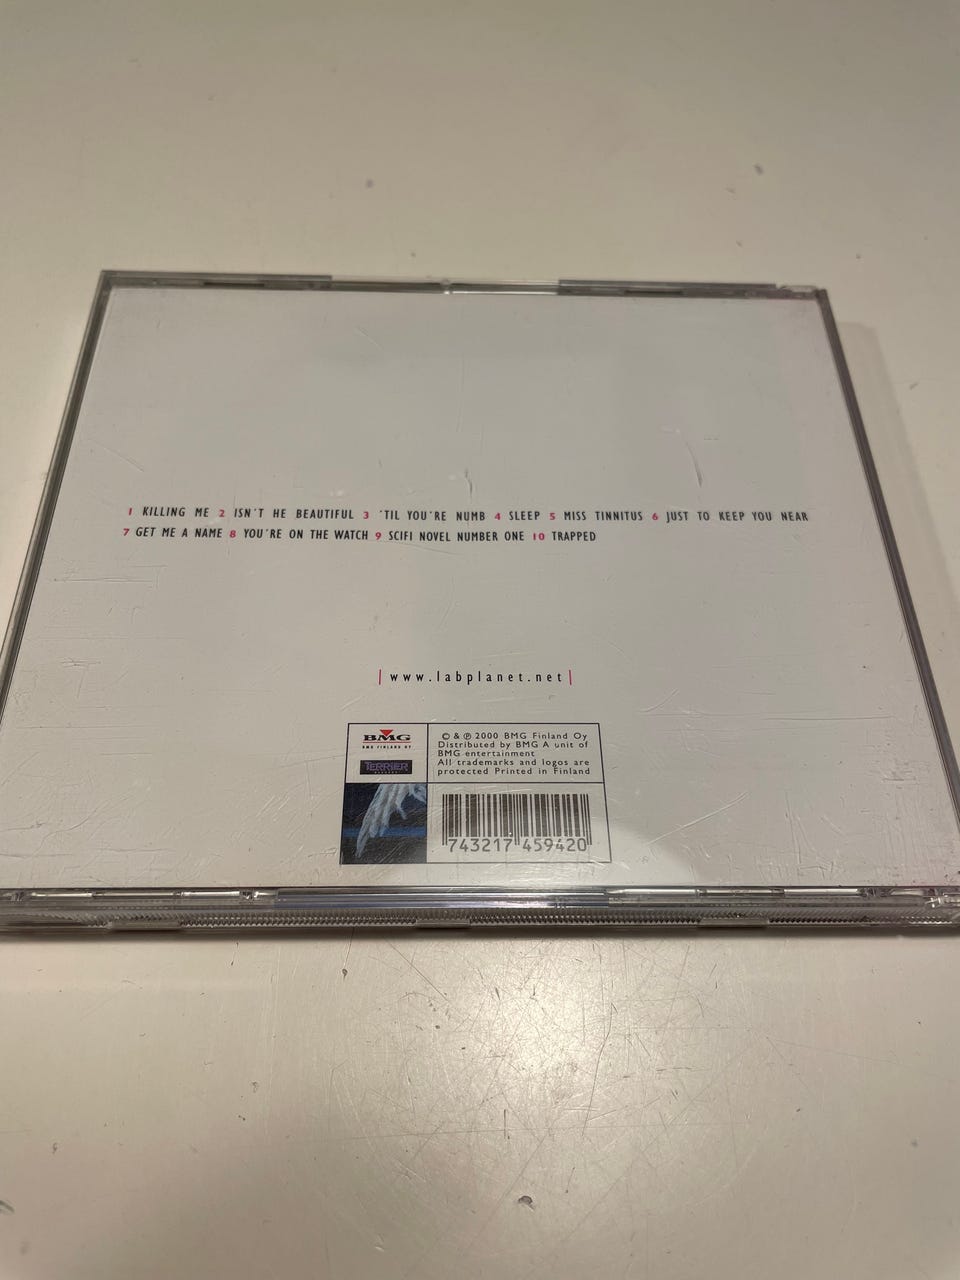 1 KILLING ME 2 ISN'T HE BEAUTIFUL 3 'TIL YOU'RE NUMB 4 SLEEP 5 MISS TINNITUS 6 JUST TO KEEP YOU NEAR
7 GET ME A NAME 8 YOU'RE ON THE WATCH 9 SCIFI NOVEL NUMBER ONE 10 TRAPPED
|www.labplanet.net|
BMG
BMG FINLAND OY
TERRIER
© & ℗ 2000 BMG Finland Oy
Distributed by BMG A unit of
BMG entertainment
All trademarks and logos are
protected Printed in Finland
743217 459420